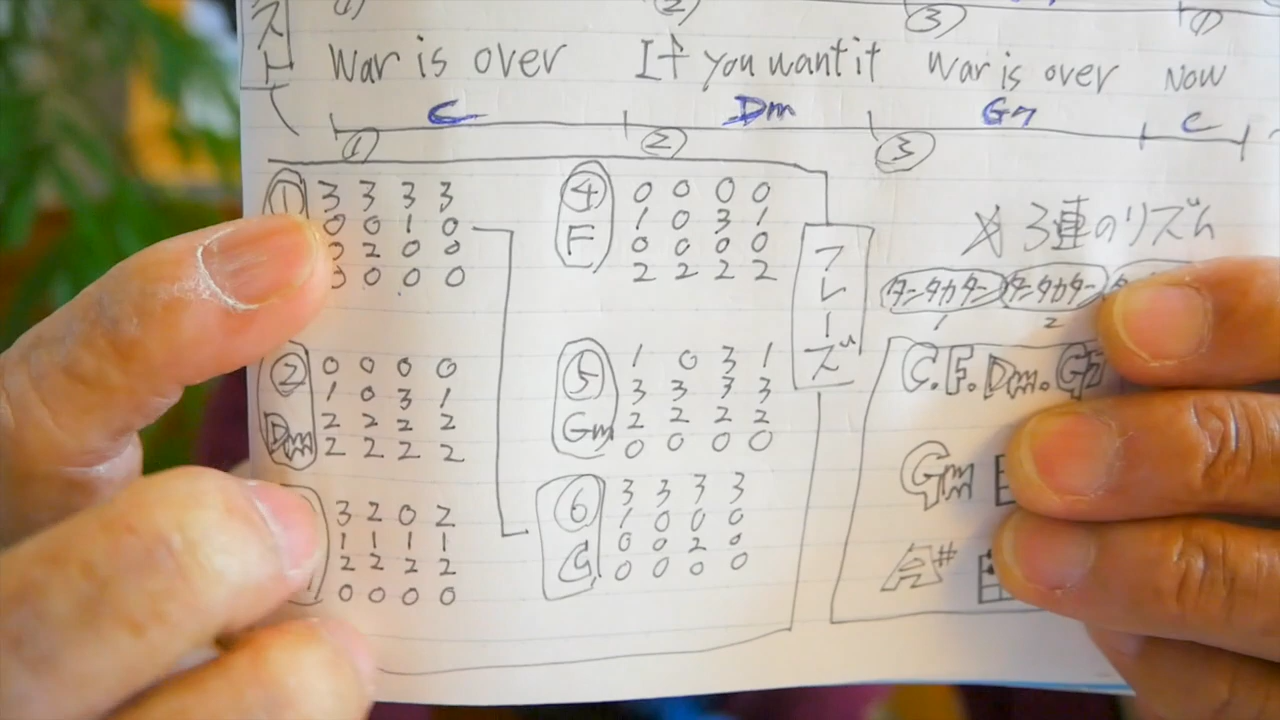 スト
① ② ③ ①
War is over If you want it War is over Now
C Dm G7 C
① ② ③
① 3 3 3 3
0 0 1 0
0 2 0 0
0 0 0 0
② 0 0 0 0
Dm 1 0 3 1
2 2 2 2
2 2 2 2
3 2 0 2
1 1 1 1
2 2 2 2
0 0 0 0
④ 0 0 0 0
F 1 0 3 1
0 0 0 0
2 2 2 2
⑤ 1 0 3 1
Gm 3 3 3 3
2 2 2 2
0 0 0 0
⑥ 3 3 3 3
C 1 0 0 0
0 0 2 0
0 0 0 0
フレーズ
3連のリズム
タータカター タータカター
1 2
C.F.Dm.G7
Gm
A#